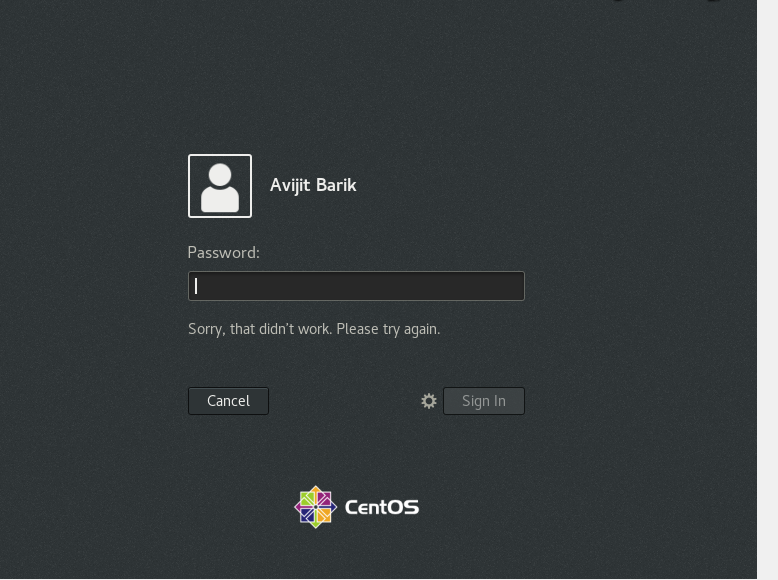 Avijit Barik
Password:
Sorry, that didn't work. Please try again.
Cancel
Sign In
CentOS